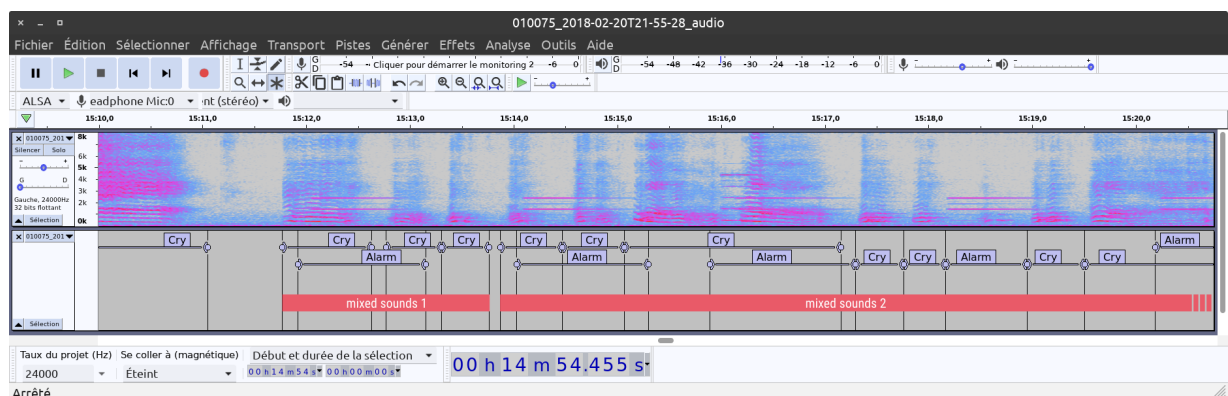 010075_2018-02-20T21-55-28_audio
Fichier Édition Sélectionner Affichage Transport Pistes Générer Effets Analyse Outils Aide
G D -54 - Cliquer pour démarrer le monitoring 2 -6 0 G D -54 -48 -42 -36 -30 -24 -18 -12 -6 0
ALSA eadphone Mic:0 nt (stéréo)
15:10,0 15:11,0 15:12,0 15:13,0 15:14,0 15:15,0 15:16,0 15:17,0 15:18,0 15:19,0 15:20,0
010075_201 8k
Silencer Solo
6k
- + 5k
4k
G D 3k
Gauche, 24000Hz 2k
32 bits flottant
Sélection 0k
010075_201 Cry Cry Cry Cry Cry Cry Cry Alarm
Alarm Alarm Alarm Cry Cry Alarm Cry Cry
mixed sounds 1 mixed sounds 2
Sélection
Taux du projet (Hz) Se coller à (magnétique) Début et durée de la sélection
00 h 14 m 54.455 s
24000 Éteint 00 h 14 m 54 s 00 h 00 m 00 s
Arrêté